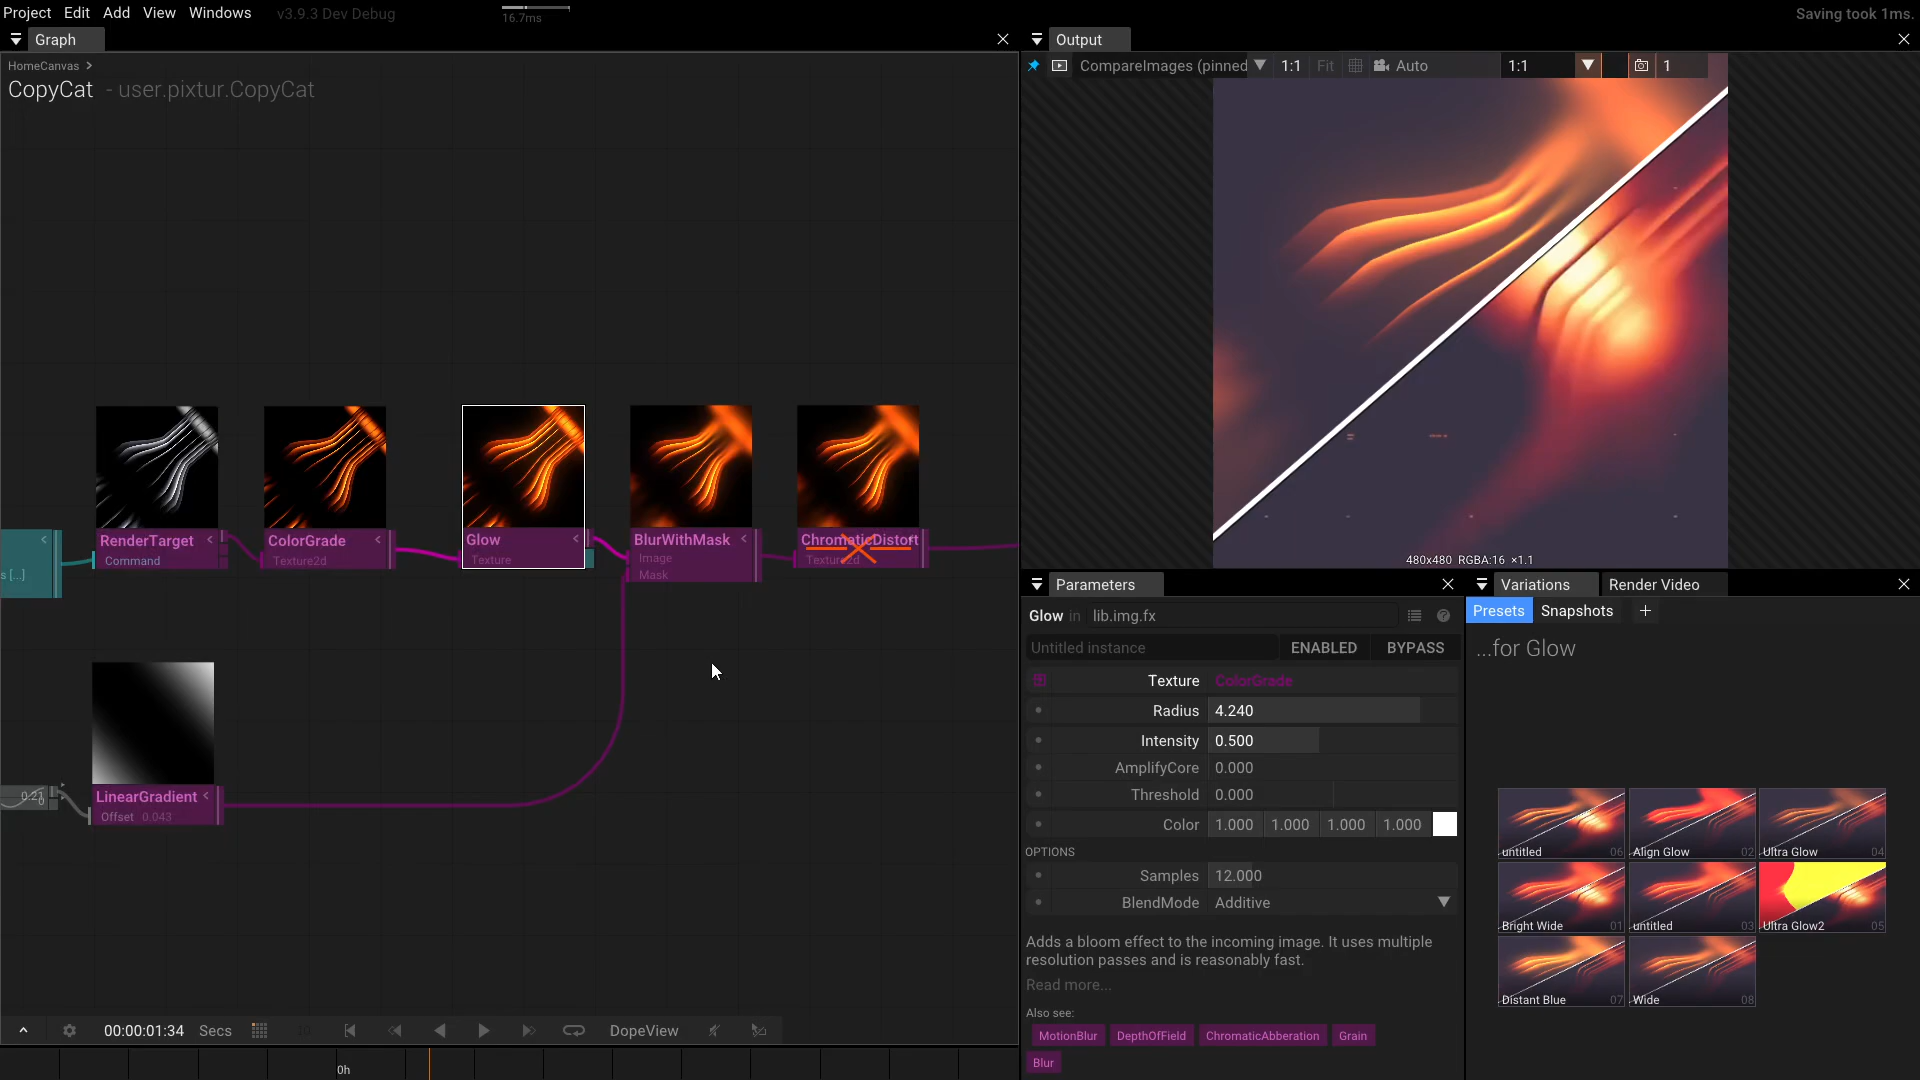 Project Edit Add View Windows v3.9.3 Dev Debug 16.7ms Saving took 1ms.
Graph
HomeCanvas >
CopyCat - user.pixtur.CopyCat
RenderTarget <
Command
ColorGrade <
Texture2d
Glow <
Texture
BlurWithMask <
Image
Mask
ChromaticDistort
Texture2d
s [...]
<
0.21
0
LinearGradient <
Offset 0.043
00:00:01:34 Secs DopeView
0h
Output
CompareImages (pinned 1:1 Fit Auto 1:1 1
480x480 RGBA:16 ×1.1
Parameters
Glow in lib.img.fx
Untitled instance ENABLED BYPASS
Texture ColorGrade
Radius 4.240
Intensity 0.500
AmplifyCore 0.000
Threshold 0.000
Color 1.000 1.000 1.000 1.000
OPTIONS
Samples 12.000
BlendMode Additive
Adds a bloom effect to the incoming image. It uses multiple
resolution passes and is reasonably fast.
Read more...
Also see:
MotionBlur DepthOfField ChromaticAbberation Grain
Blur
Variations Render Video
Presets Snapshots +
...for Glow
untitled 06 Align Glow 02 Ultra Glow 04
Bright Wide 01 untitled 03 Ultra Glow2 05
Distant Blue 07 Wide 08